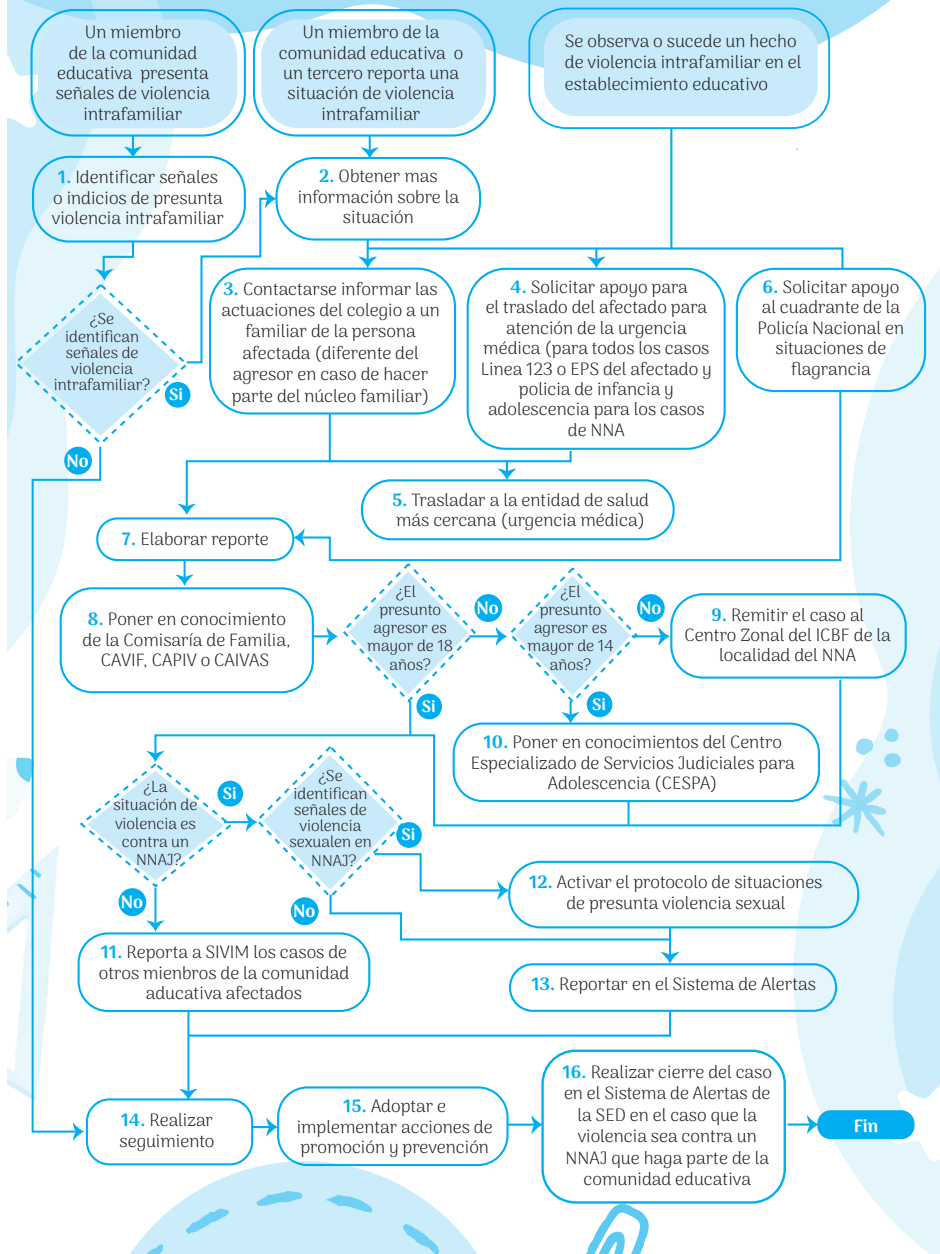 Un miembro
de la comunidad
educativa presenta
señales de violencia
intrafamiliar
Un miembro de la
comunidad educativa o
un tercero reporta una
situación de violencia
intrafamiliar
Se observa o sucede un hecho
de violencia intrafamiliar en el
establecimiento educativo
1. Identificar señales
o indicios de presunta
violencia intrafamiliar
2. Obtener mas
información sobre la
situación
¿Se
identifican
señales de
violencia
intrafamiliar?
Si
No
3. Contactarse informar las
actuaciones del colegio a un
familiar de la persona
afectada (diferente del
agresor en caso de hacer
parte del núcleo familiar)
4. Solicitar apoyo para
el traslado del afectado para
atención de la urgencia
médica (para todos los casos
Linea 123 o EPS del afectado y
policia de infancia y
adolescencia para los casos
de NNA
6. Solicitar apoyo
al cuadrante de la
Policía Nacional en
situaciones de
flagrancia
5. Trasladar a la entidad de salud
más cercana (urgencia médica)
7. Elaborar reporte
8. Poner en conocimiento
de la Comisaría de Familia,
CAVIF, CAPIV o CAIVAS
¿El
presunto
agresor es
mayor de 18
años?
No
Si
¿El
presunto
agresor es
mayor de 14
años?
No
Si
9. Remitir el caso al
Centro Zonal del ICBF de la
localidad del NNA
10. Poner en conocimientos del Centro
Especializado de Servicios Judiciales para
Adolescencia (CESPA)
¿La
situación de
violencia es
contra un
NNAJ?
Si
No
¿Se
identifican
señales de
violencia
sexualen en
NNAJ?
Si
No
12. Activar el protocolo de situaciones
de presunta violencia sexual
11. Reporta a SIVIM los casos de
otros mienbros de la comunidad
aducativa afectados
13. Reportar en el Sistema de Alertas
14. Realizar
seguimiento
15. Adoptar e
implementar acciones de
promoción y prevención
16. Realizar cierre del caso
en el Sistema de Alertas de
la SED en el caso que la
violencia sea contra un
NNAJ que haga parte de la
comunidad educativa
Fin